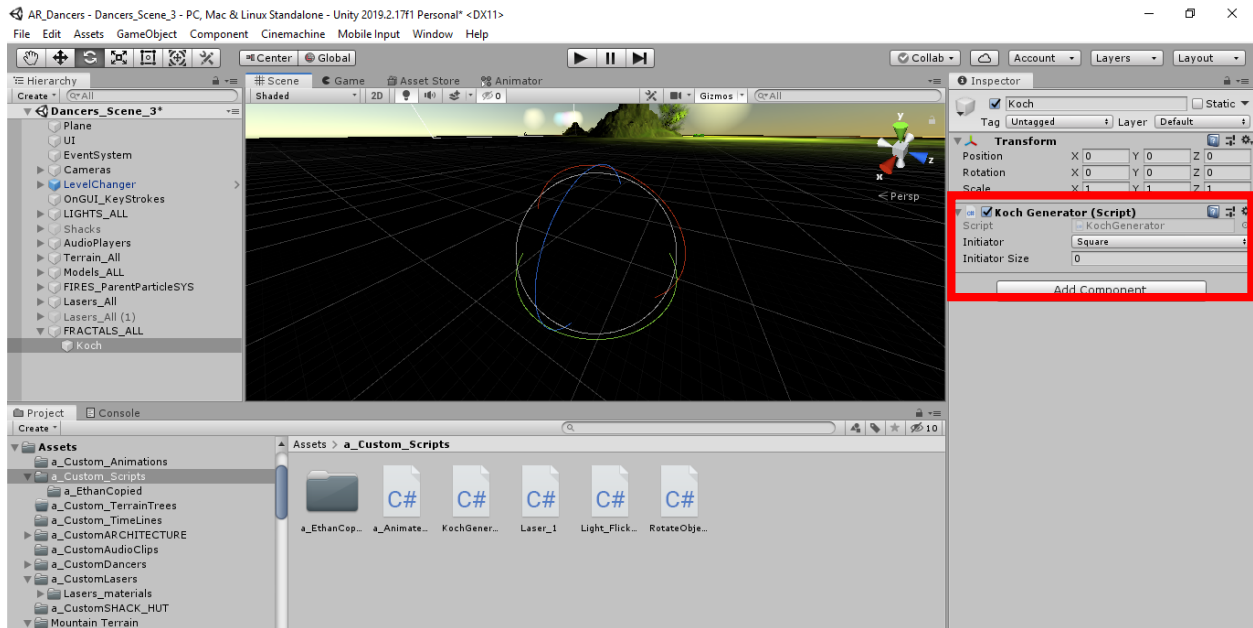 AR_Dancers - Dancers_Scene_3 - PC, Mac & Linux Standalone - Unity 2019.2.17f1 Personal* <DX11>
File Edit Assets GameObject Component Cinemachine Mobile Input Window Help
Center Global Collab Account Layers Layout
Hierarchy
Create All
Dancers_Scene_3*
Plane
UI
EventSystem
Cameras
LevelChanger
OnGUI_KeyStrokes
LIGHTS_ALL
Shacks
AudioPlayers
Terrain_All
Models_ALL
FIRES_ParentParticleSYS
Lasers_All
Lasers_All (1)
FRACTALS_ALL
Koch
Scene Game Asset Store Animator
Shaded 2D 0 Gizmos All
y
z
x
Persp
Inspector
Koch Static
Tag Untagged Layer Default
Transform
Position X 0 Y 0 Z 0
Rotation X 0 Y 0 Z 0
Scale X 1 Y 1 Z 1
Koch Generator (Script)
Script KochGenerator
Initiator Square
Initiator Size 0
Add Component
Project Console
Create 10
Assets
a_Custom_Animations
a_Custom_Scripts
a_EthanCopied
a_Custom_TerrainTrees
a_Custom_TimeLines
a_CustomARCHITECTURE
a_CustomAudioClips
a_CustomDancers
a_CustomLasers
Lasers_materials
a_CustomSHACK_HUT
Mountain Terrain
Assets > a_Custom_Scripts
C# C# C# C# C#
a_EthanCop... a_Animate... KochGener... Laser_1 Light_Flick... RotateObje...